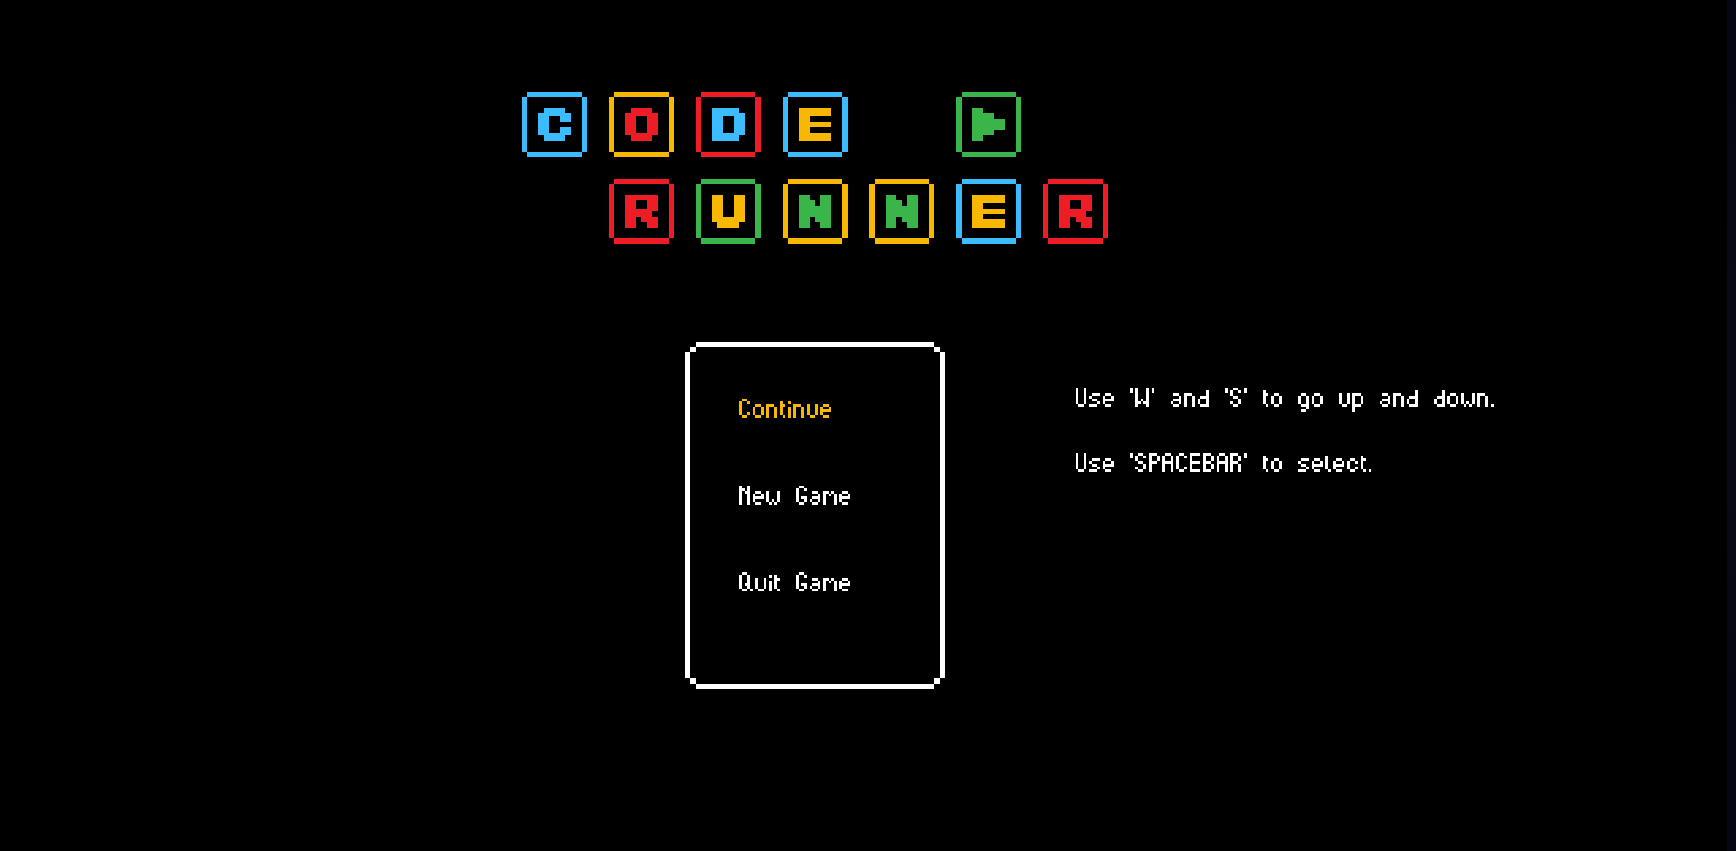 CODE
RUNNER
Continue
New Game
Quit Game
Use 'W' and 'S' to go up and down.
Use 'SPACEBAR' to select.